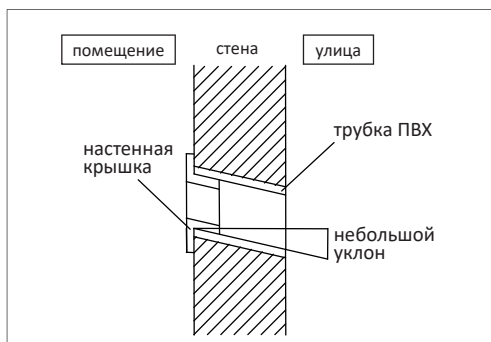 помещение
стена
улица
трубка ПВХ
настенная
крышка
небольшой
уклон